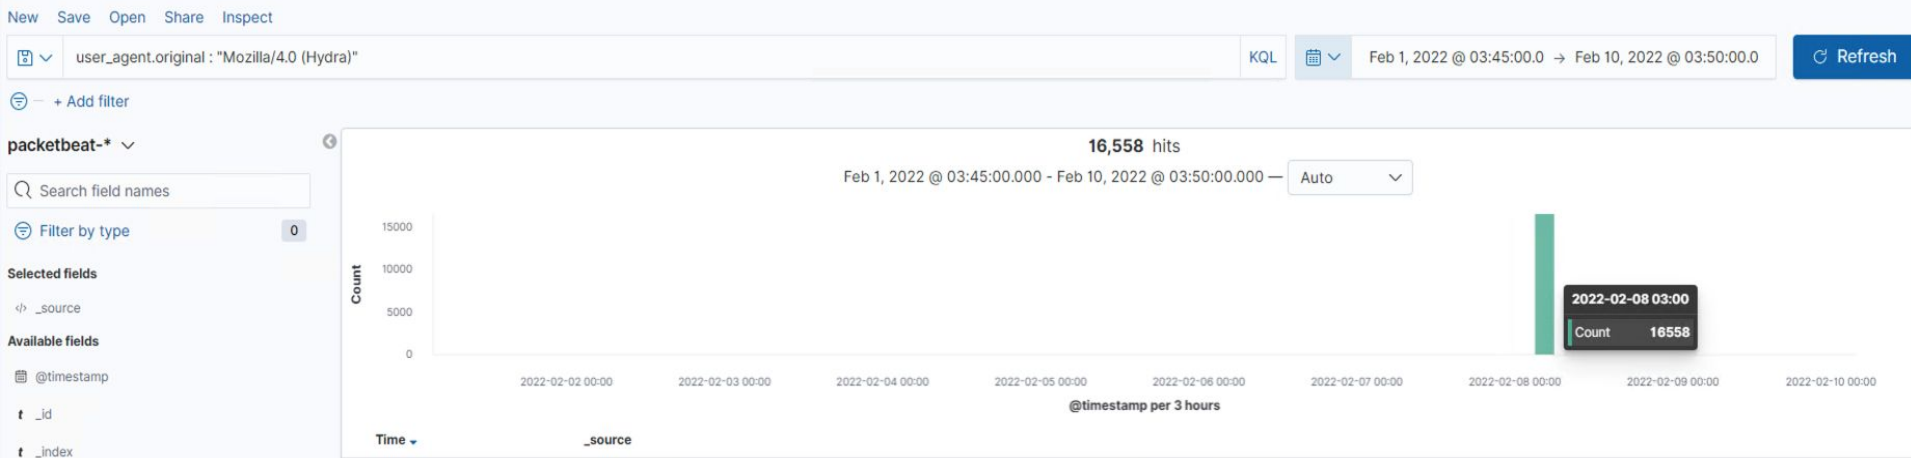 New Save Open Share Inspect
user_agent.original : "Mozilla/4.0 (Hydra)" KQL Feb 1, 2022 @ 03:45:00.0 → Feb 10, 2022 @ 03:50:00.0 Refresh
+ Add filter
packetbeat-*
Search field names
Filter by type 0
Selected fields
</> _source
Available fields
@timestamp
t _id
t _index
16,558 hits
Feb 1, 2022 @ 03:45:00.000 - Feb 10, 2022 @ 03:50:00.000 — Auto
Count
15000
10000
5000
0
2022-02-08 03:00
Count 16558
2022-02-02 00:00 2022-02-03 00:00 2022-02-04 00:00 2022-02-05 00:00 2022-02-06 00:00 2022-02-07 00:00 2022-02-08 00:00 2022-02-09 00:00 2022-02-10 00:00
@timestamp per 3 hours
Time _source